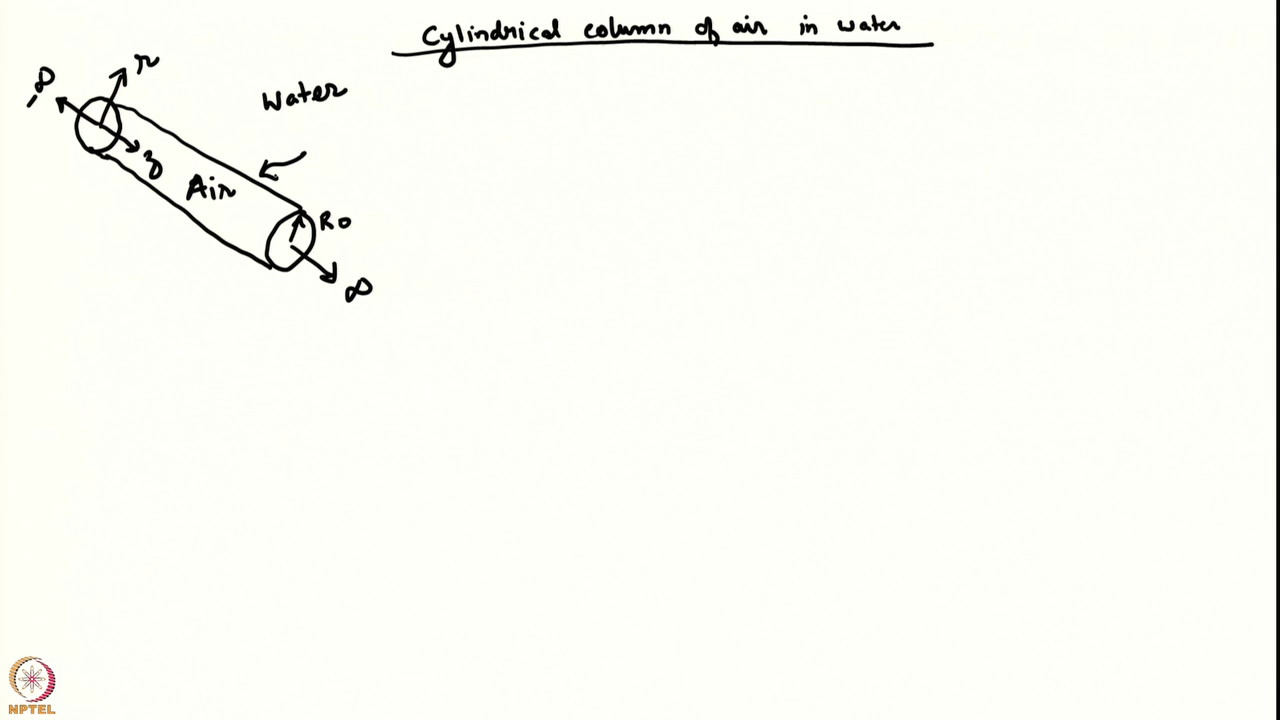 Cylindrical column of air in water
-∞
r
Water
z
Air
R0
∞
NPTEL